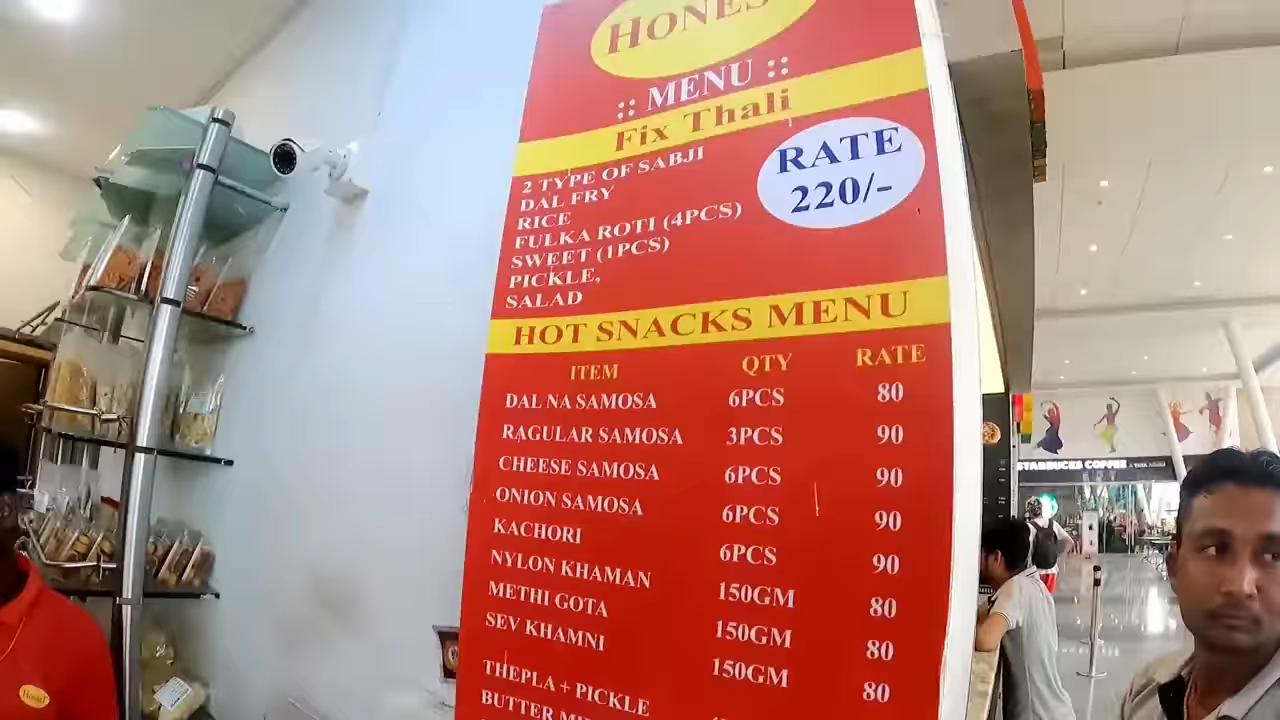 HONEST
:: MENU ::
Fix Thali
2 TYPE OF SABJI
DAL FRY
RICE
FULKA ROTI (4PCS)
SWEET (1PCS)
PICKLE,
SALAD
RATE
220/-
HOT SNACKS MENU
ITEM QTY RATE
DAL NA SAMOSA 6PCS 80
RAGULAR SAMOSA 3PCS 90
CHEESE SAMOSA 6PCS 90
ONION SAMOSA 6PCS 90
KACHORI 6PCS 90
NYLON KHAMAN 150GM 80
METHI GOTA 150GM 80
SEV KHAMNI 150GM 80
THEPLA + PICKLE
BUTTER
STARBUCKS COFFEE
Honest